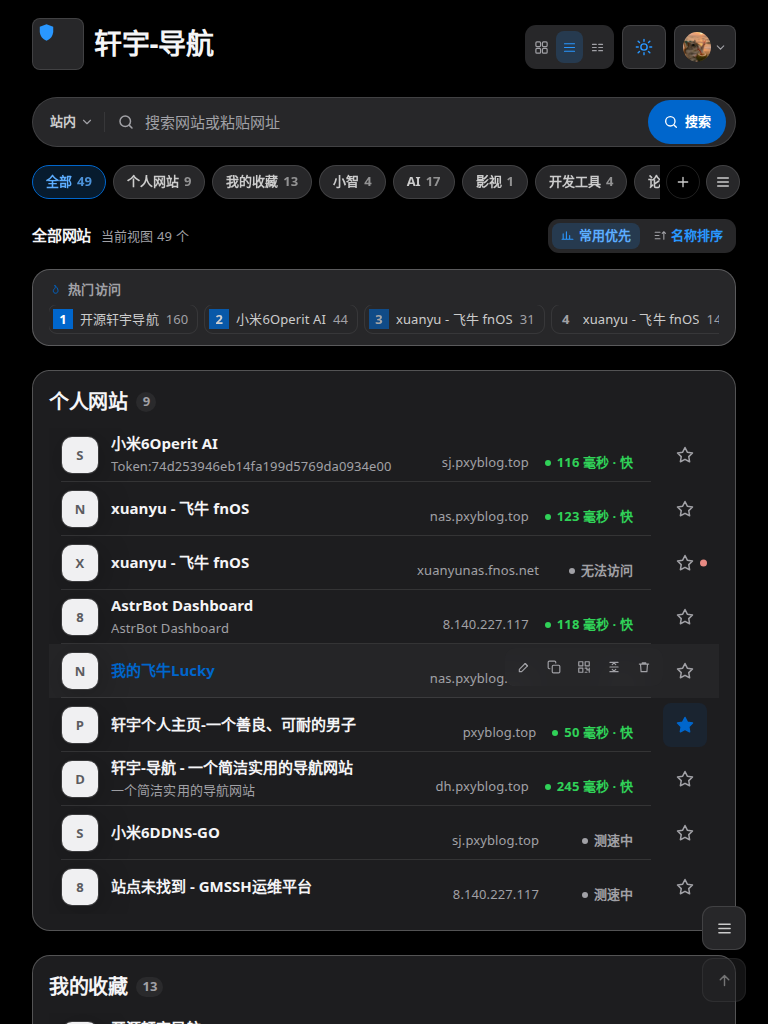 轩宇-导航
站内 搜索网站或粘贴网址 搜索
全部 49 个人网站 9 我的收藏 13 小智 4 AI 17 影视 1 开发工具 4 论
全部网站 当前视图 49 个 常用优先 名称排序
热门访问
1 开源轩宇导航 160 2 小米6Operit AI 44 3 xuanyu - 飞牛 fnOS 31 4 xuanyu - 飞牛 fnOS 14
个人网站 9
S 小米6Operit AI
Token:74d253946eb14fa199d5769da0934e00 sj.pxyblog.top 116 毫秒 · 快
N xuanyu - 飞牛 fnOS nas.pxyblog.top 123 毫秒 · 快
X xuanyu - 飞牛 fnOS xuanyunas.fnos.net 无法访问
8 AstrBot Dashboard
AstrBot Dashboard 8.140.227.117 118 毫秒 · 快
N 我的飞牛Lucky nas.pxyblog.
P 轩宇个人主页-一个善良、可耐的男子 pxyblog.top 50 毫秒 · 快
D 轩宇-导航 - 一个简洁实用的导航网站
一个简洁实用的导航网站 dh.pxyblog.top 245 毫秒 · 快
S 小米6DDNS-GO sj.pxyblog.top 测速中
8 站点未找到 - GMSSH运维平台 8.140.227.117 测速中
我的收藏 13